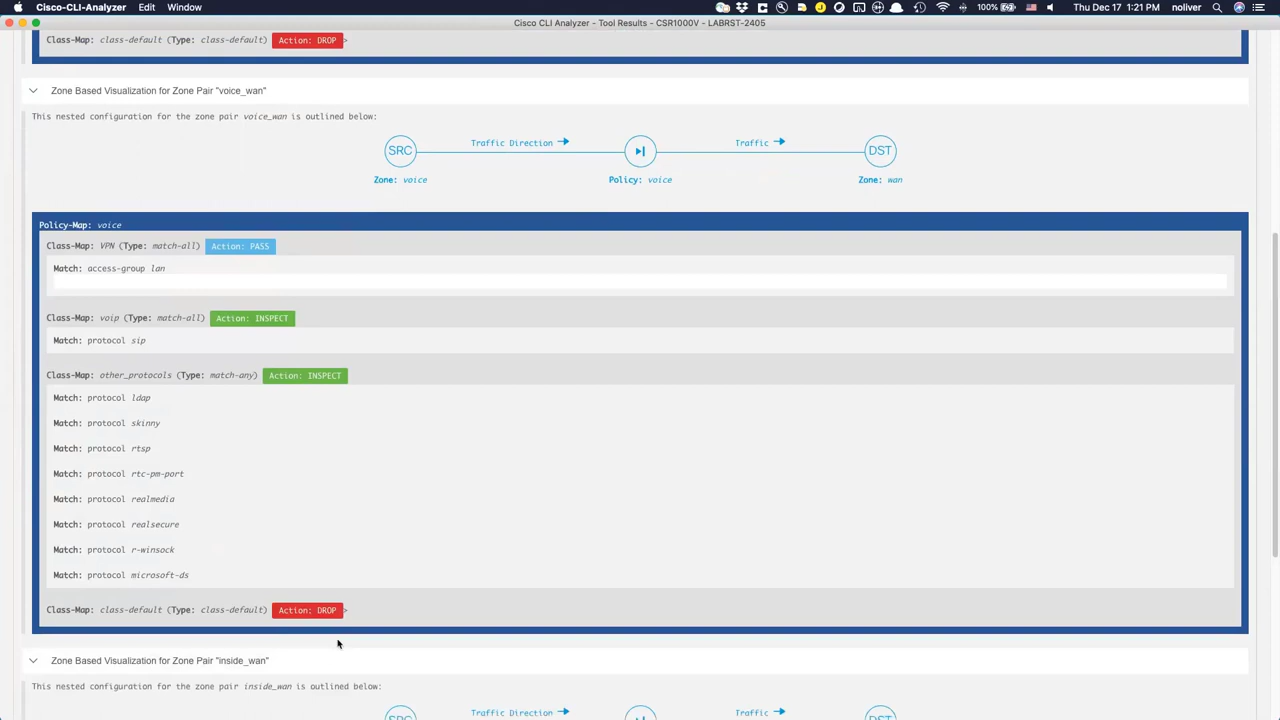 Cisco-CLI-Analyzer Edit Window 100% Thu Dec 17 1:21 PM noliver
Cisco CLI Analyzer - Tool Results - CSR1000V - LABRST-2405
Class-Map: class-default (Type: class-default) Action: DROP >
Zone Based Visualization for Zone Pair "voice_wan"
This nested configuration for the zone pair voice_wan is outlined below:
Traffic Direction Traffic
SRC DST
Zone: voice Policy: voice Zone: wan
Policy-Map: voice
Class-Map: VPN (Type: match-all) Action: PASS
Match: access-group lan
Class-Map: voip (Type: match-all) Action: INSPECT
Match: protocol sip
Class-Map: other_protocols (Type: match-any) Action: INSPECT
Match: protocol ldap
Match: protocol skinny
Match: protocol rtsp
Match: protocol rtc-pm-port
Match: protocol realmedia
Match: protocol realsecure
Match: protocol r-winsock
Match: protocol microsoft-ds
Class-Map: class-default (Type: class-default) Action: DROP >
Zone Based Visualization for Zone Pair "inside_wan"
This nested configuration for the zone pair inside_wan is outlined below:
Traffic Direction Traffic
SRC DST